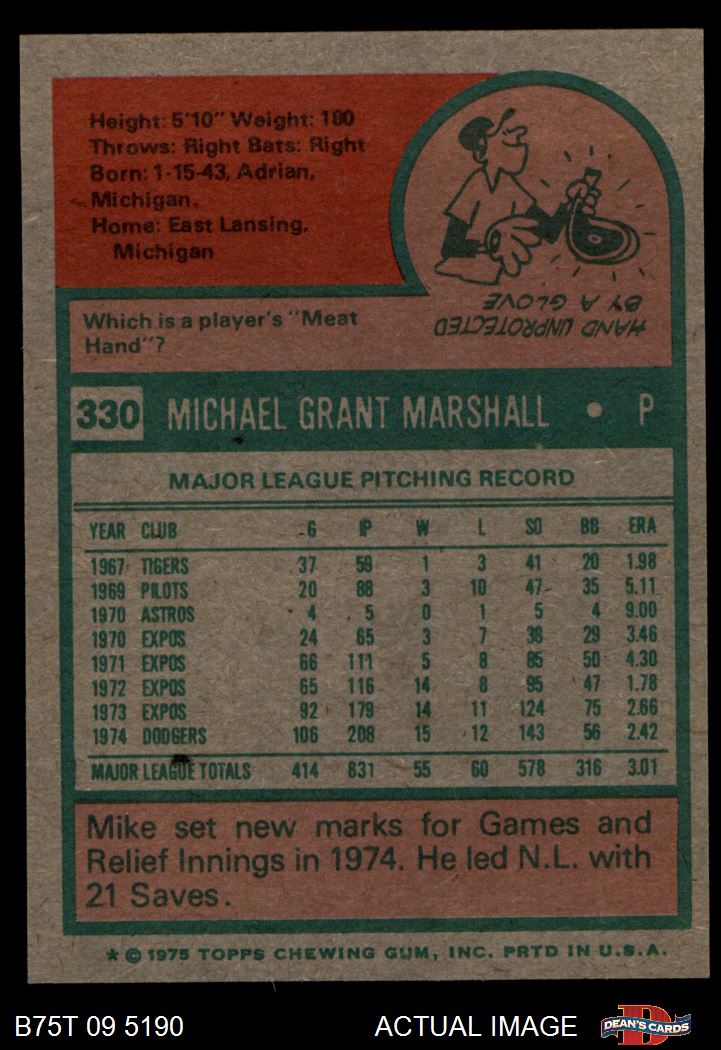 Height: 5'10" Weight: 180
Throws: Right Bats: Right
Born: 1-15-43, Adrian,
Michigan.
Home: East Lansing,
Michigan
Which is a player's "Meat
Hand"?
HAND UNPROTECTED
BY A GLOVE
330 MICHAEL GRANT MARSHALL • P
MAJOR LEAGUE PITCHING RECORD
YEAR CLUB G IP W L SO BB ERA
1967 TIGERS 37 59 1 3 41 20 1.98
1969 PILOTS 20 88 3 10 47 35 5.11
1970 ASTROS 4 5 0 1 5 4 9.00
1970 EXPOS 24 65 3 7 38 29 3.46
1971 EXPOS 66 111 5 8 85 50 4.30
1972 EXPOS 65 116 14 8 95 47 1.78
1973 EXPOS 92 179 14 11 124 75 2.66
1974 DODGERS 106 208 15 12 143 56 2.42
MAJOR LEAGUE TOTALS 414 831 55 60 578 316 3.01
Mike set new marks for Games and
Relief Innings in 1974. He led N.L. with
21 Saves.
* © 1975 TOPPS CHEWING GUM, INC. PRTD IN U.S.A.
B75T 09 5190 ACTUAL IMAGE DEAN'S CARDS